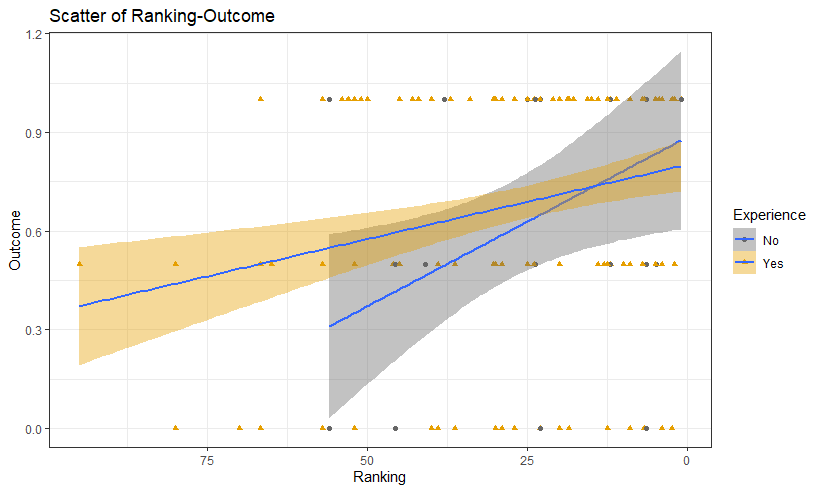 Scatter of Ranking-Outcome
1.2
0.9
0.6
0.3
0.0
Outcome
75
50
25
0
Ranking
Experience
No
Yes